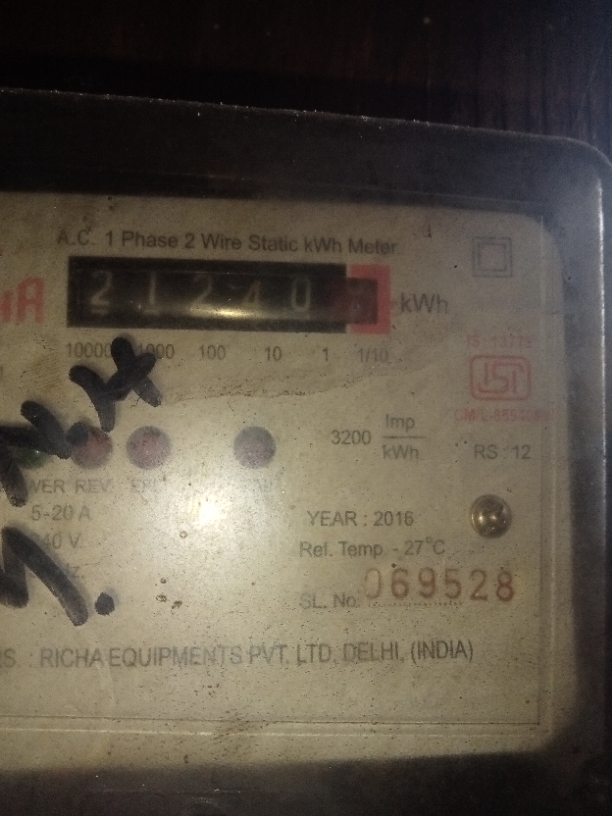 A.C. 1 Phase 2 Wire Static kWh Meter
21240 kWh
1000 100 10 1 1/10
3200 Imp/kWh
RS : 12
REV.
5-20 A
YEAR : 2016
Ref. Temp. - 27°C
SL. No. 069528
RICHA EQUIPMENTS PVT. LTD. DELHI, (INDIA)